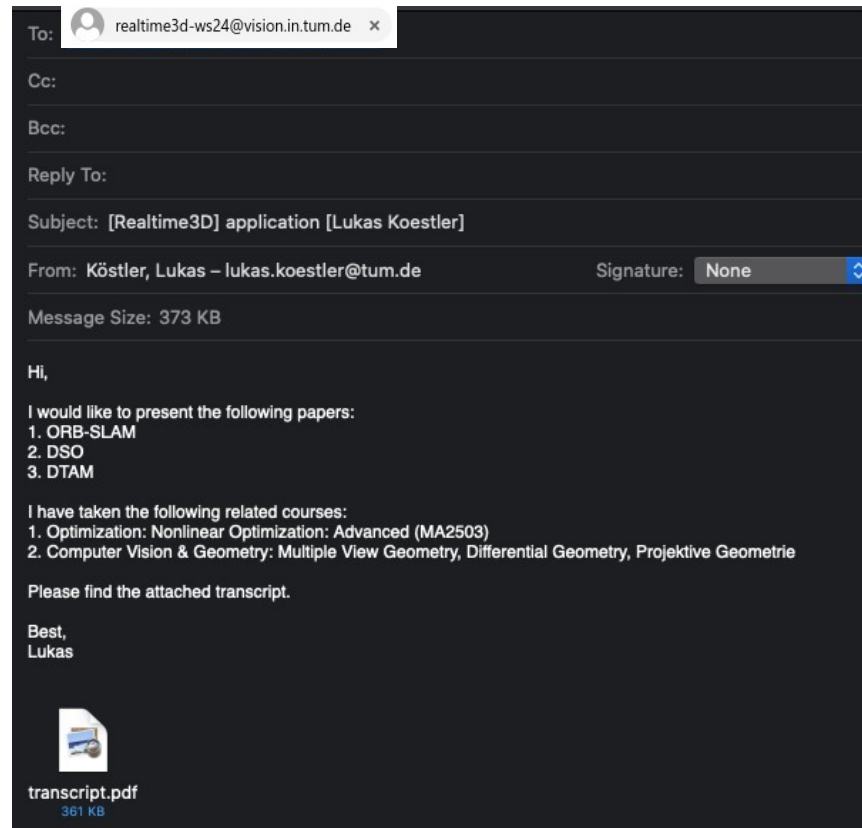 To: realtime3d-ws24@vision.in.tum.de ×
Cc:
Bcc:
Reply To:
Subject: [Realtime3D] application [Lukas Koestler]
From: Köstler, Lukas – lukas.koestler@tum.de Signature: None
Message Size: 373 KB
Hi,
I would like to present the following papers:
1. ORB-SLAM
2. DSO
3. DTAM
I have taken the following related courses:
1. Optimization: Nonlinear Optimization: Advanced (MA2503)
2. Computer Vision & Geometry: Multiple View Geometry, Differential Geometry, Projektive Geometrie
Please find the attached transcript.
Best,
Lukas
transcript.pdf
361 KB